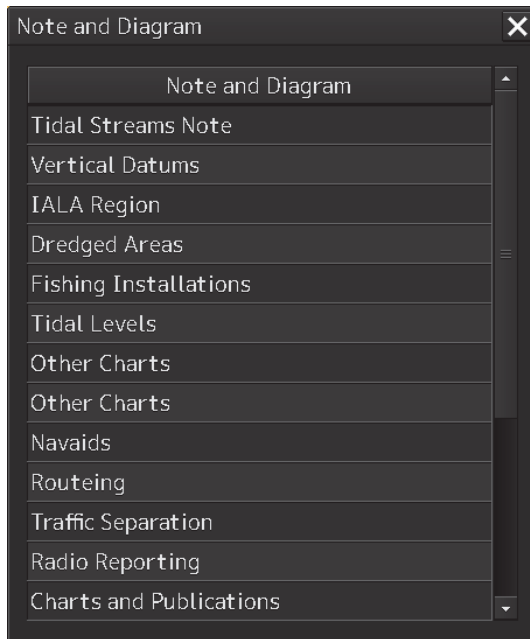 Note and Diagram
Note and Diagram
Tidal Streams Note
Vertical Datums
IALA Region
Dredged Areas
Fishing Installations
Tidal Levels
Other Charts
Other Charts
Navaids
Routeing
Traffic Separation
Radio Reporting
Charts and Publications